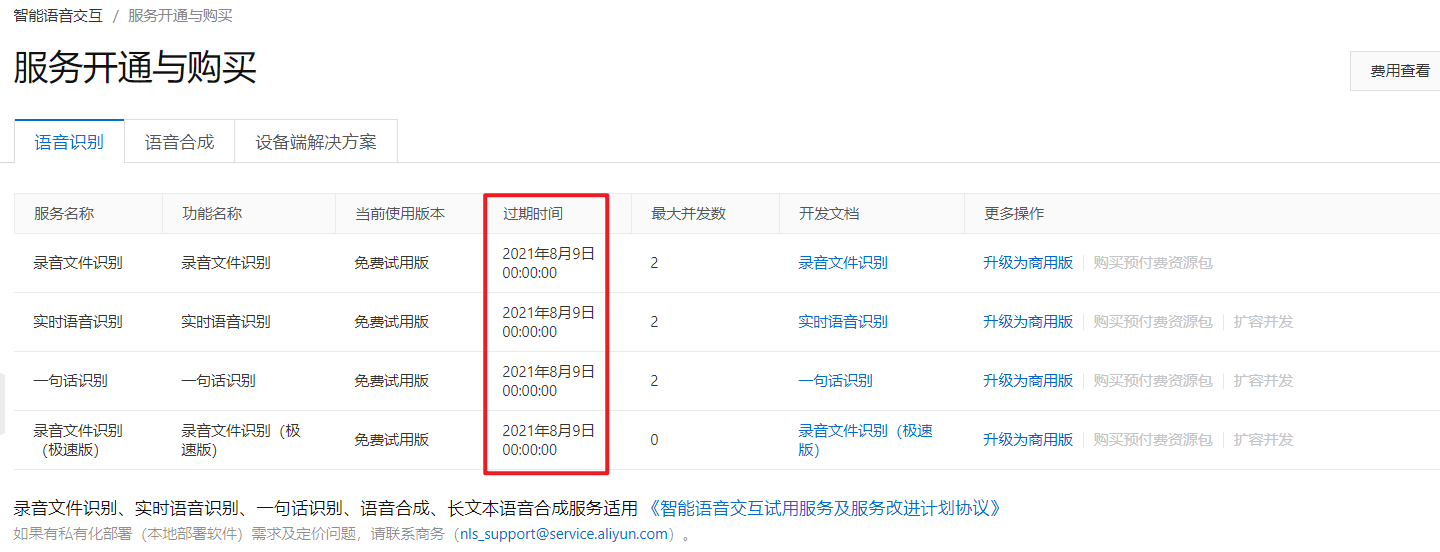 智能语音交互 / 服务开通与购买
服务开通与购买
费用查看
语音识别 语音合成 设备端解决方案
服务名称 功能名称 当前使用版本 过期时间 最大并发数 开发文档 更多操作
录音文件识别 录音文件识别 免费试用版 2021年8月9日 00:00:00 2 录音文件识别 升级为商用版 购买预付费资源包
实时语音识别 实时语音识别 免费试用版 2021年8月9日 00:00:00 2 实时语音识别 升级为商用版 购买预付费资源包 扩容并发
一句话识别 一句话识别 免费试用版 2021年8月9日 00:00:00 2 一句话识别 升级为商用版 购买预付费资源包 扩容并发
录音文件识别（极速版） 录音文件识别（极速版） 免费试用版 2021年8月9日 00:00:00 0 录音文件识别（极速版） 升级为商用版 购买预付费资源包 扩容并发
录音文件识别、实时语音识别、一句话识别、语音合成、长文本语音合成服务适用 《智能语音交互试用服务及服务改进计划协议》
如果有私有化部署（本地部署软件）需求及定价问题，请联系商务（nls_support@service.aliyun.com）。